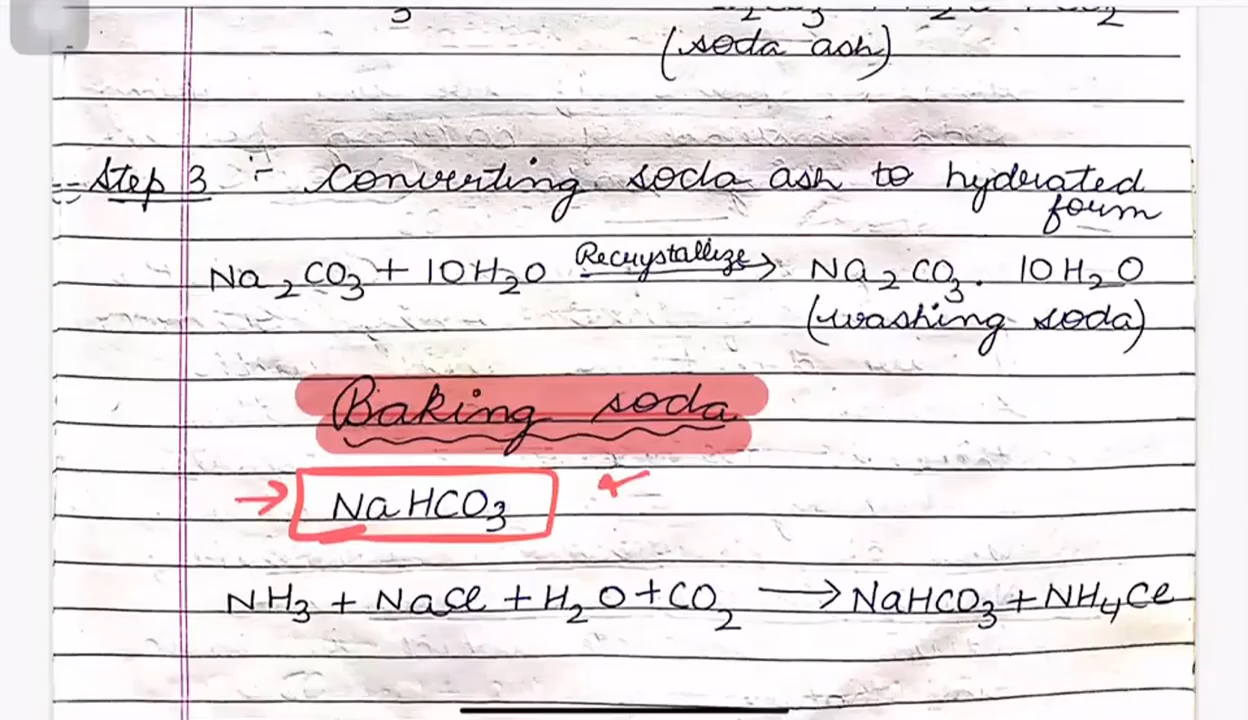 (soda ash)
Step 3 :- Converting soda ash to hydrated
form
Na₂CO₃ + 10H₂O Recrystallize → Na₂CO₃. 10H₂O
(washing soda)
Baking soda
→ NaHCO₃
NH₃ + NaCl + H₂O + CO₂ → NaHCO₃ + NH₄Cl